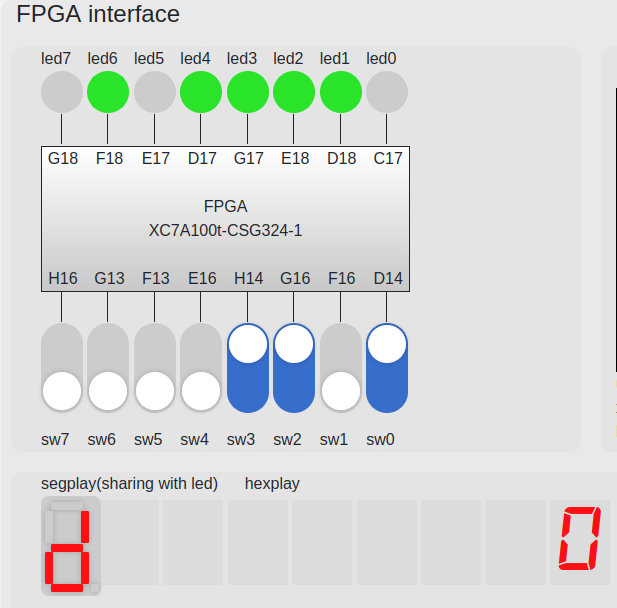 FPGA interface
led7 led6 led5 led4 led3 led2 led1 led0
G18 F18 E17 D17 G17 E18 D18 C17
FPGA
XC7A100t-CSG324-1
H16 G13 F13 E16 H14 G16 F16 D14
sw7 sw6 sw5 sw4 sw3 sw2 sw1 sw0
segplay(sharing with led) hexplay
d 0